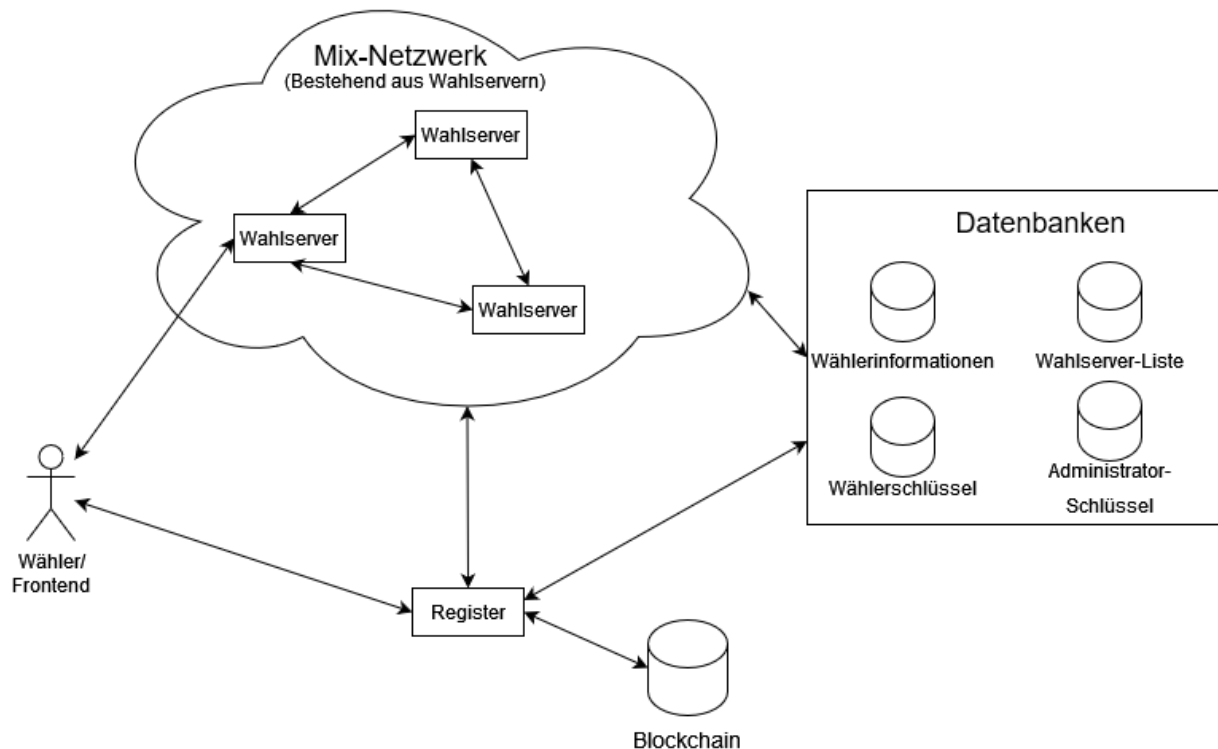 Mix-Netzwerk
(Bestehend aus Wahlservern)
Wahlserver
Wahlserver
Wahlserver
Datenbanken
Wählerinformationen
Wahlserver-Liste
Wählerschlüssel
Administrator-
Schlüssel
Wähler/
Frontend
Register
Blockchain